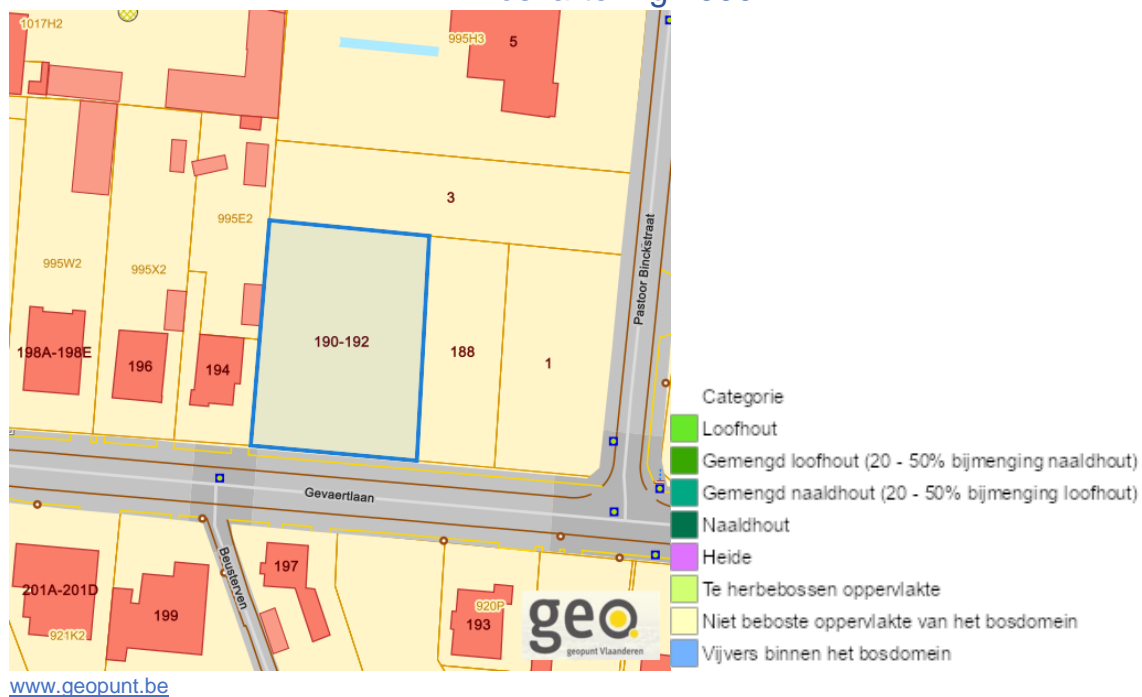 1017H2
995H3
5
3
995E2
995W2
995X2
Pastoor Binckstraat
190-192
198A-198E
196
194
188
1
Categorie
Loofhout
Gemengd loofhout (20 - 50% bijmenging naaldhout)
Gemengd naaldhout (20 - 50% bijmenging loofhout)
Naaldhout
Heide
Te herbebossen oppervlakte
Niet beboste oppervlakte van het bosdomein
Vijvers binnen het bosdomein
Gevaertlaan
Beusterven
197
201A-201D
199
921K2
920P
193
geo.
geopunt Vlaanderen
www.geopunt.be